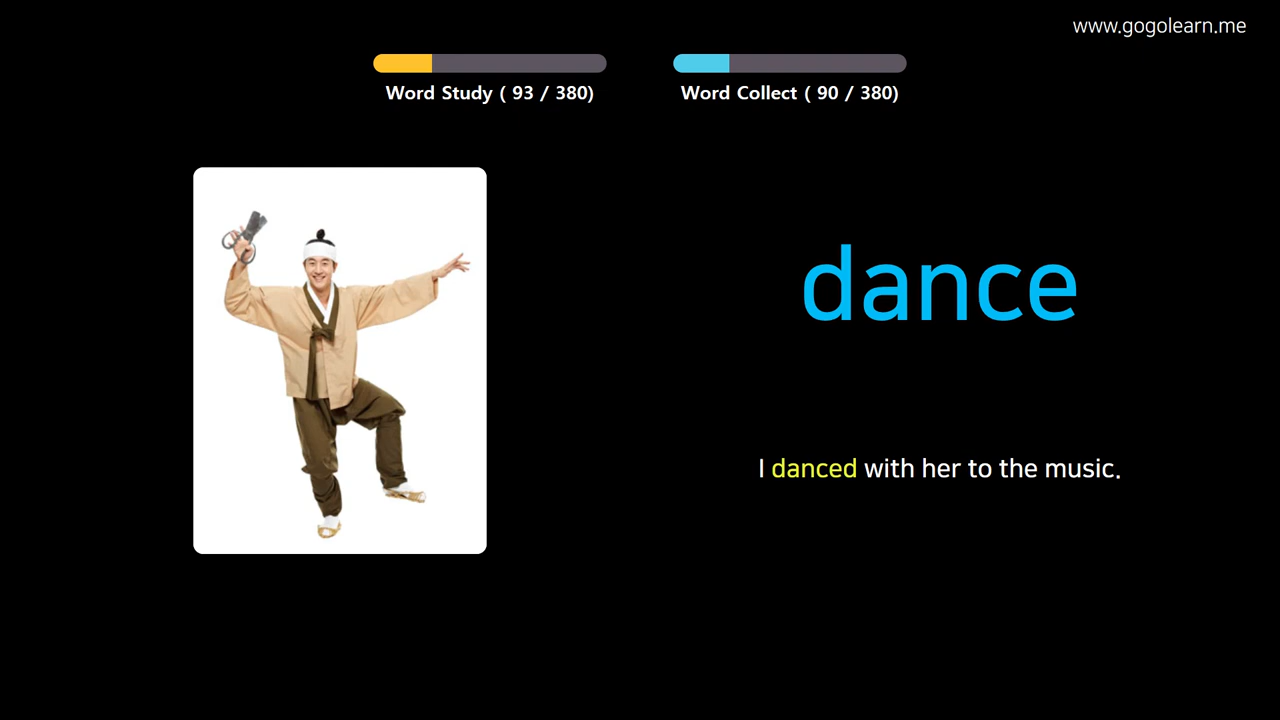 www.gogolearn.me
Word Study ( 93 / 380)
Word Collect ( 90 / 380)
dance
I danced with her to the music.